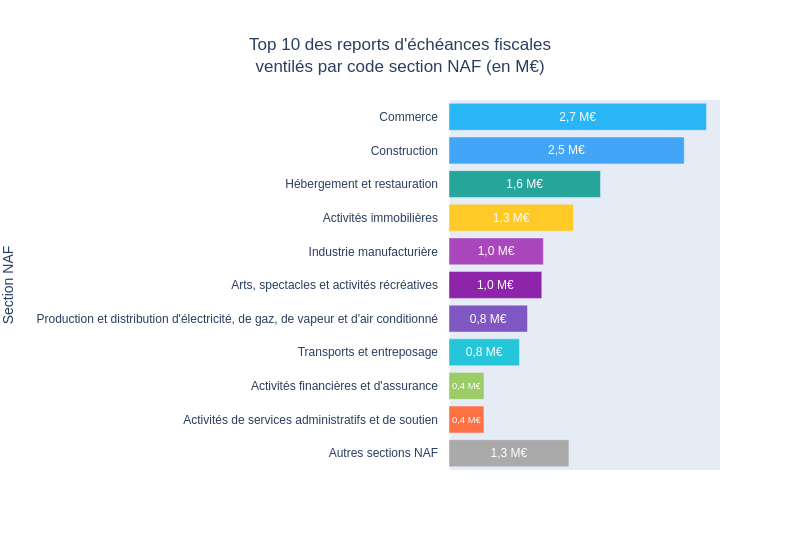 Top 10 des reports d'échéances fiscales
ventilés par code section NAF (en M€)
Section NAF
Commerce 2,7 M€
Construction 2,5 M€
Hébergement et restauration 1,6 M€
Activités immobilières 1,3 M€
Industrie manufacturière 1,0 M€
Arts, spectacles et activités récréatives 1,0 M€
Production et distribution d'électricité, de gaz, de vapeur et d'air conditionné 0,8 M€
Transports et entreposage 0,8 M€
Activités financières et d'assurance 0,4 M€
Activités de services administratifs et de soutien 0,4 M€
Autres sections NAF 1,3 M€